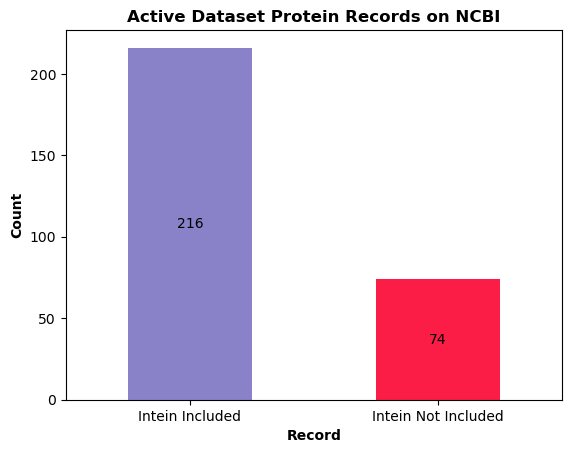 Active Dataset Protein Records on NCBI
200
150
100
50
0
216
74
Count
Intein Included
Intein Not Included
Record